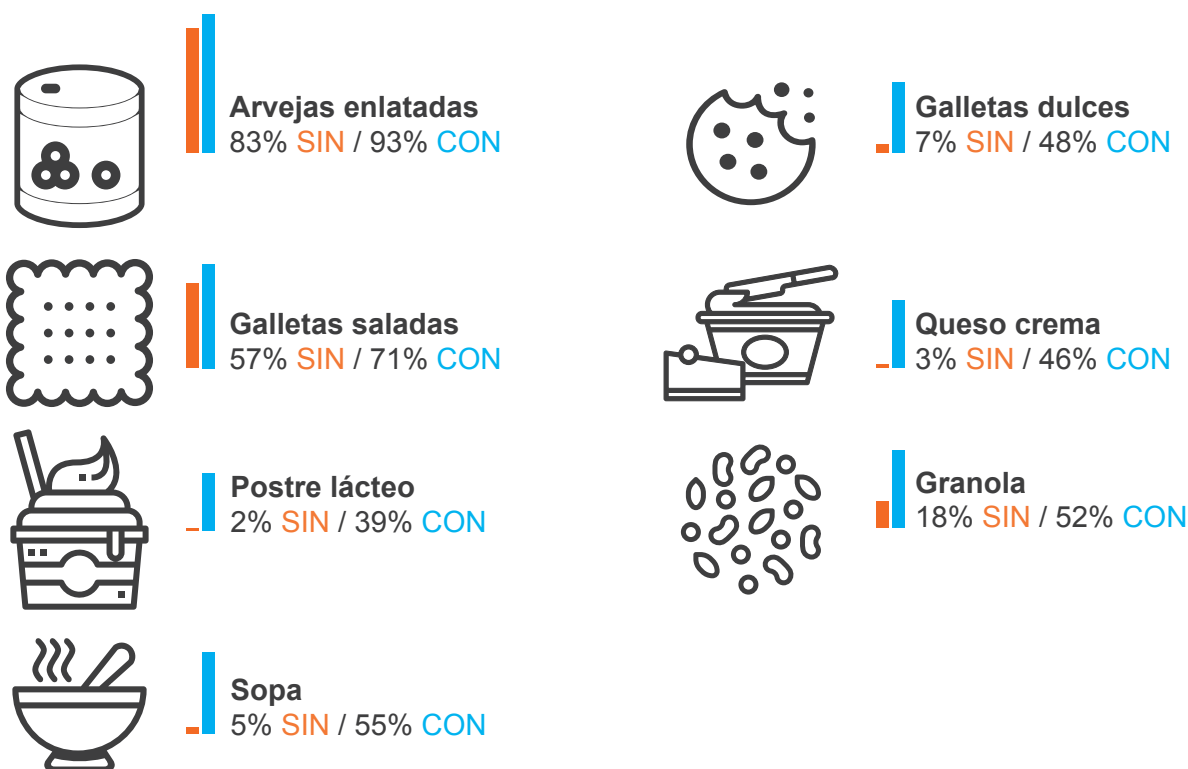 Arvejas enlatadas
83% SIN / 93% CON
Galletas dulces
7% SIN / 48% CON
Galletas saladas
57% SIN / 71% CON
Queso crema
3% SIN / 46% CON
Postre lácteo
2% SIN / 39% CON
Granola
18% SIN / 52% CON
Sopa
5% SIN / 55% CON